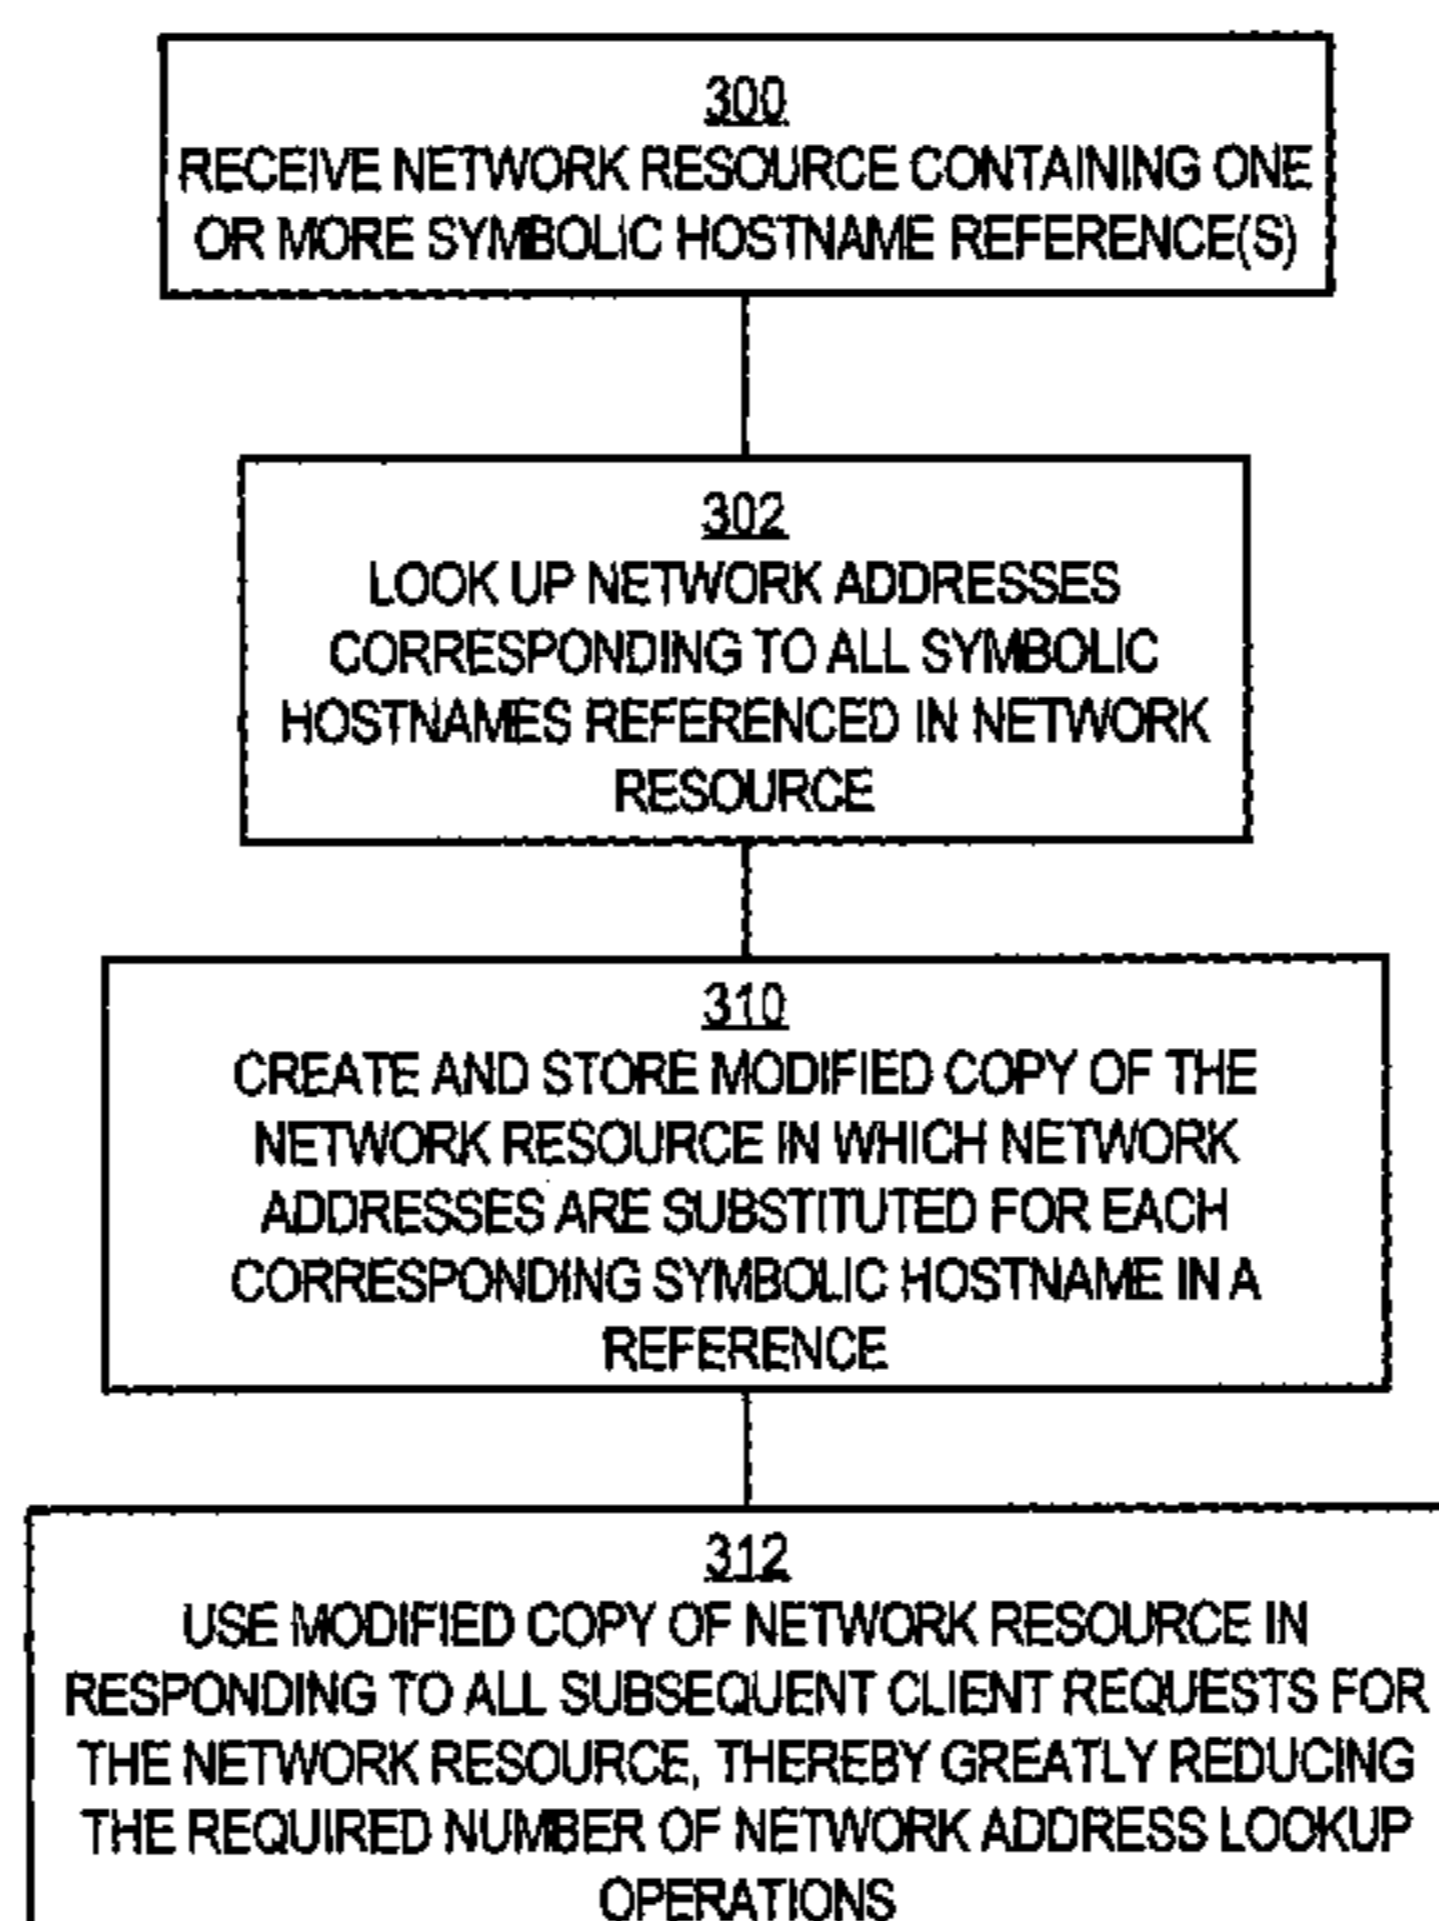 300
RECEIVE NETWORK RESOURCE CONTAINING ONE
OR MORE SYMBOLIC HOSTNAME REFERENCE(S)
302
LOOK UP NETWORK ADDRESSES
CORRESPONDING TO ALL SYMBOLIC
HOSTNAMES REFERENCED IN NETWORK
RESOURCE
310
CREATE AND STORE MODIFIED COPY OF THE
NETWORK RESOURCE IN WHICH NETWORK
ADDRESSES ARE SUBSTITUTED FOR EACH
CORRESPONDING SYMBOLIC HOSTNAME IN A
REFERENCE
312
USE MODIFIED COPY OF NETWORK RESOURCE IN
RESPONDING TO ALL SUBSEQUENT CLIENT REQUESTS FOR
THE NETWORK RESOURCE, THEREBY GREATLY REDUCING
THE REQUIRED NUMBER OF NETWORK ADDRESS LOOKUP
OPERATIONS